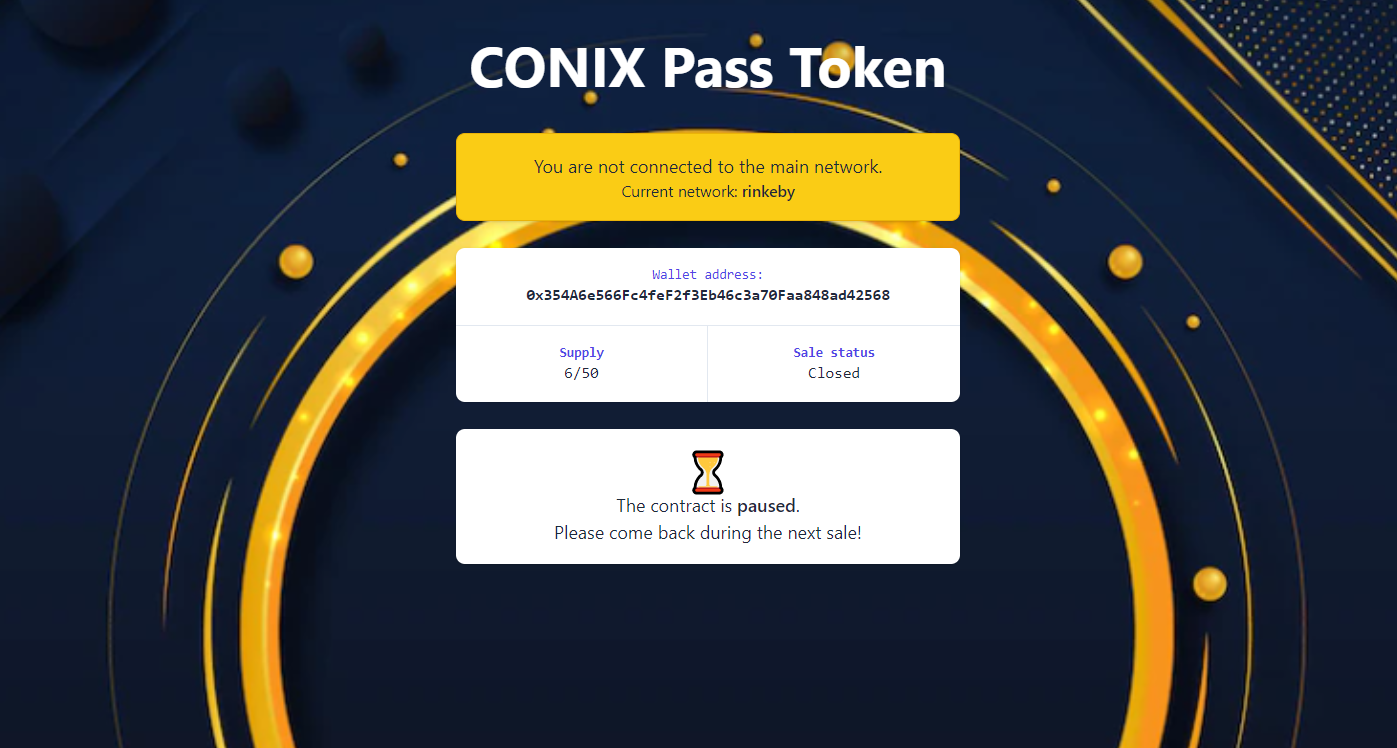 CONIX Pass Token
You are not connected to the main network.
Current network: rinkeby
Wallet address:
0x354A6e566Fc4feF2f3Eb46c3a70Faa848ad42568
Supply
6/50
Sale status
Closed
The contract is paused.
Please come back during the next sale!